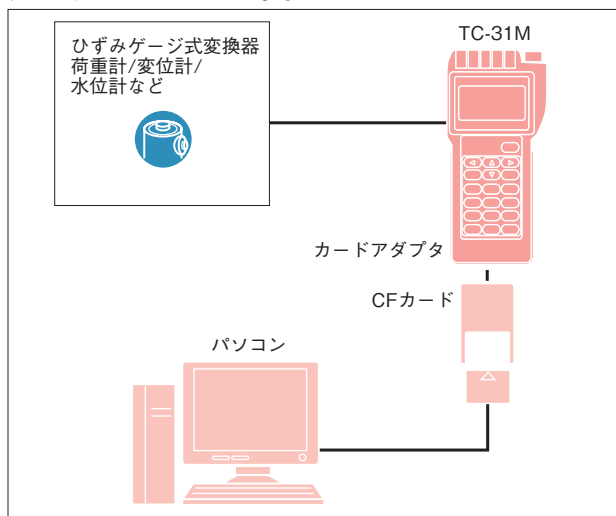 ひずみゲージ式変換器
荷重計/変位計/
水位計など
TC-31M
カードアダプタ
CFカード
パソコン